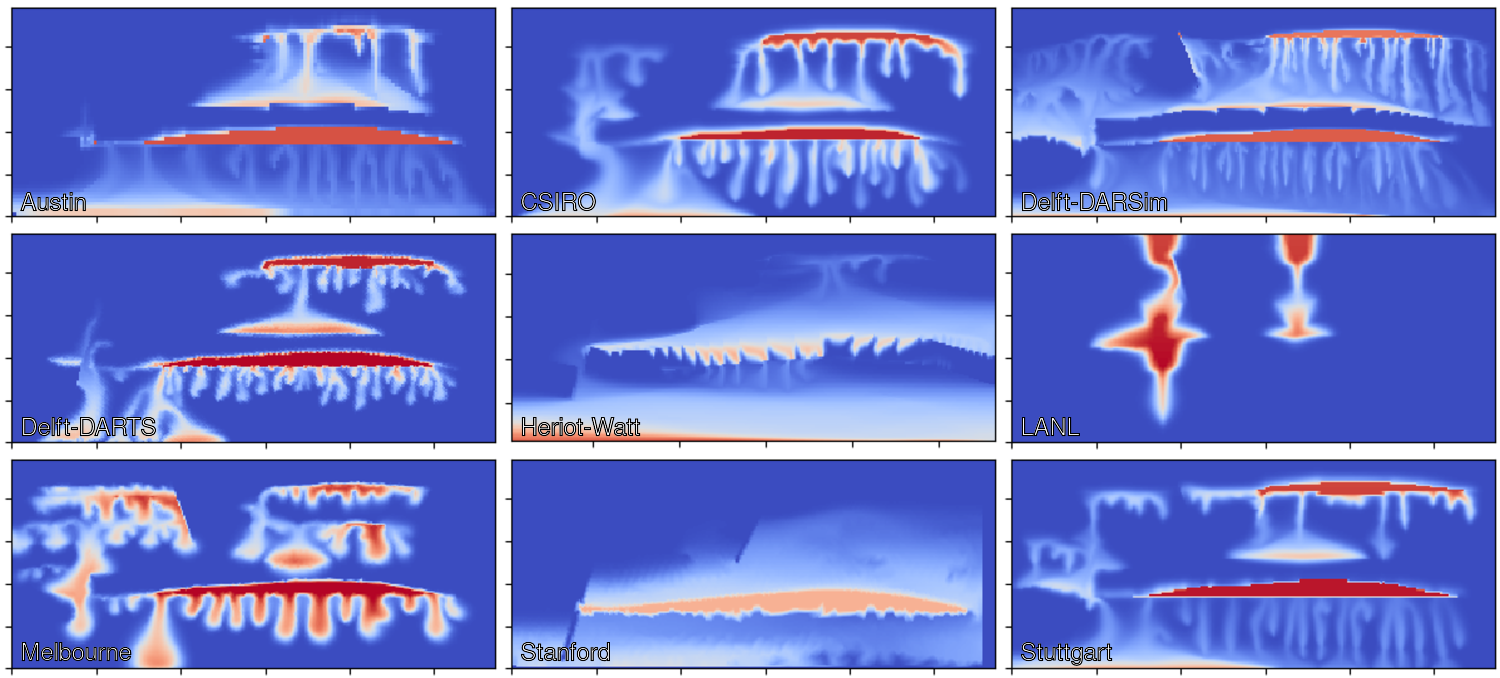 Austin
CSIRO
Delft-DARSim
Delft-DARTS
Heriot-Watt
LANL
Melbourne
Stanford
Stuttgart